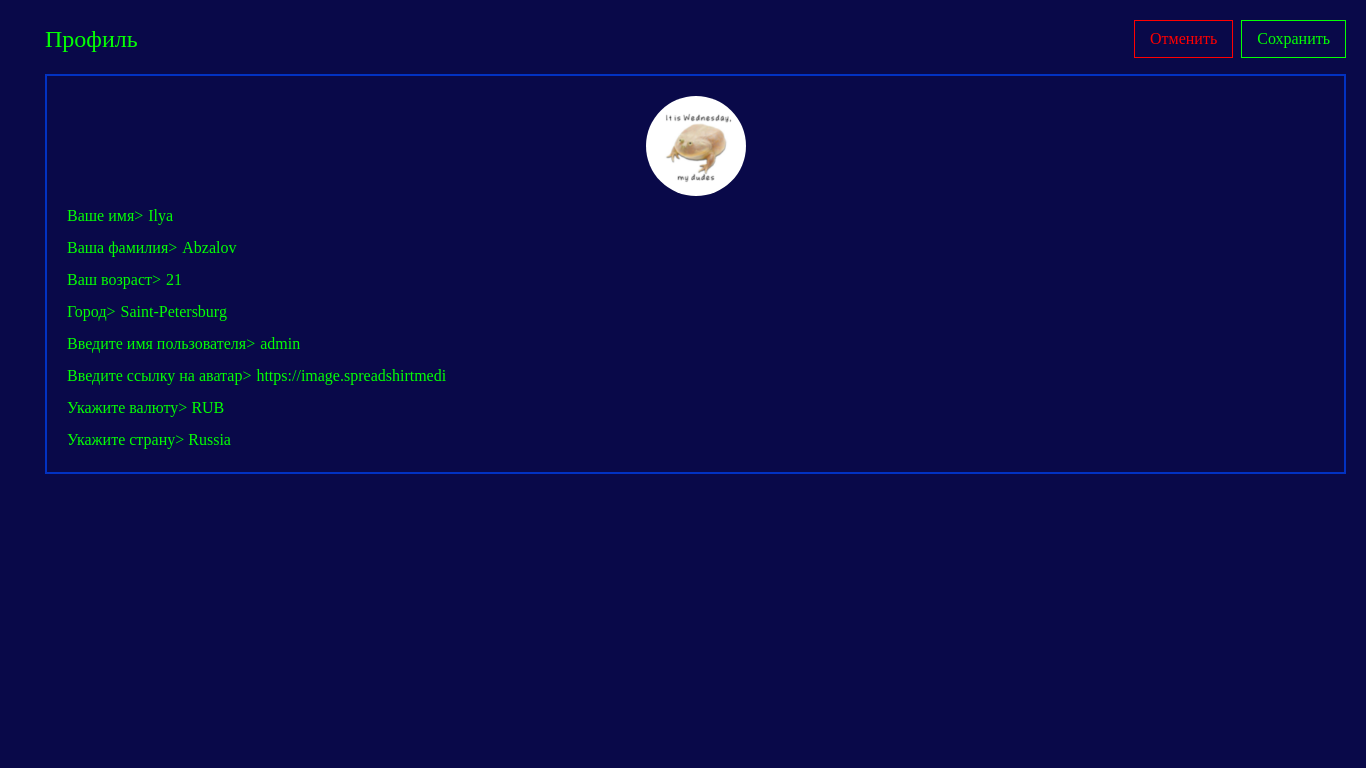 Профиль
Отменить
Сохранить
It is Wednesday,
my dudes
Ваше имя> Ilya
Ваша фамилия> Abzalov
Ваш возраст> 21
Город> Saint-Petersburg
Введите имя пользователя> admin
Введите ссылку на аватар> https://image.spreadshirtmedi
Укажите валюту> RUB
Укажите страну> Russia